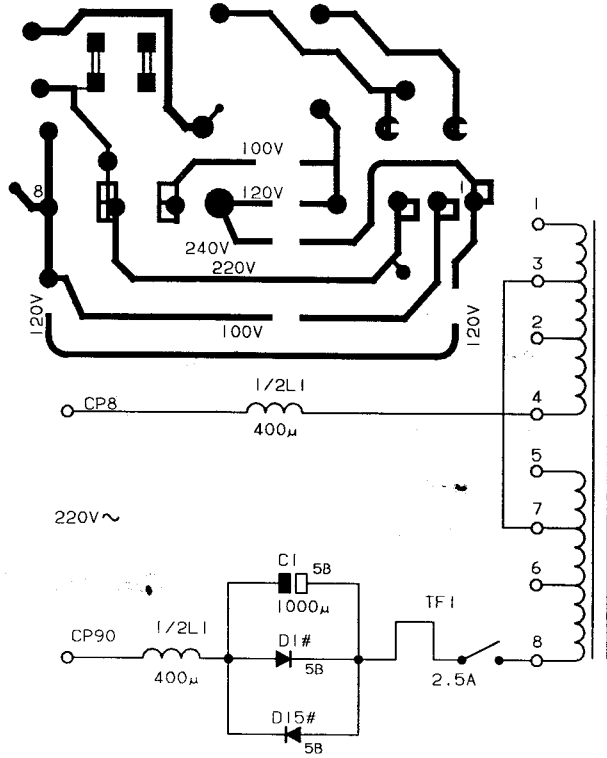 100V
8
120V
1
240V
220V
120V
100V
120V
1
3
2
1/2L1
4
CP8
400μ
5
7
220V~
6
C1 5B
1000μ
TF1
1/2L1
D1#
8
CP90
5B
400μ
2.5A
D15#
5B